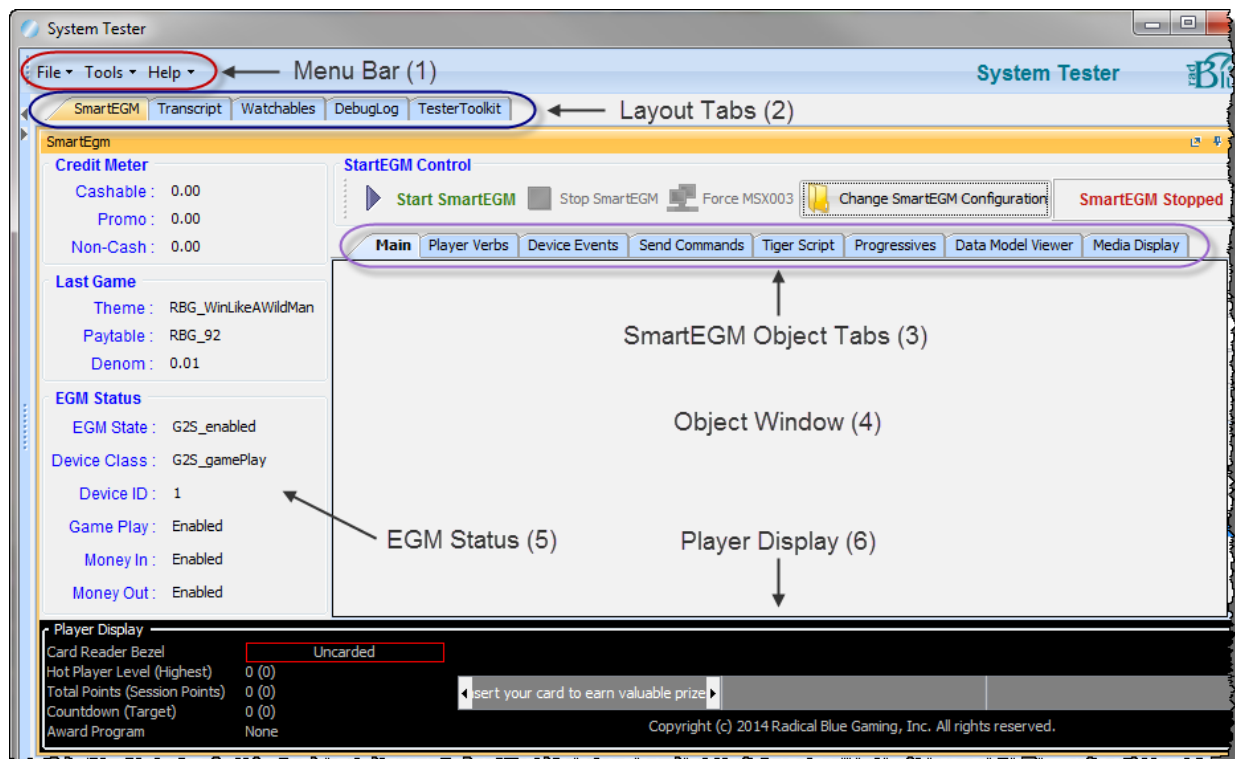 System Tester
File Tools Help Menu Bar (1) System Tester rad Blu
SmartEGM Transcript Watchables DebugLog TesterToolkit Layout Tabs (2)
SmartEgm
Credit Meter StartEGM Control
Cashable : 0.00 Start SmartEGM Stop SmartEGM Force MSX003 Change SmartEGM Configuration SmartEGM Stopped
Promo : 0.00
Non-Cash : 0.00 Main Player Verbs Device Events Send Commands Tiger Script Progressives Data Model Viewer Media Display
Last Game
Theme : RBG_WinLikeAWildMan
Paytable : RBG_92 SmartEGM Object Tabs (3)
Denom : 0.01
EGM Status
EGM State : G2S_enabled Object Window (4)
Device Class : G2S_gamePlay
Device ID : 1
Game Play : Enabled EGM Status (5) Player Display (6)
Money In : Enabled
Money Out : Enabled
Player Display
Card Reader Bezel Uncarded
Hot Player Level (Highest) 0 (0)
Total Points (Session Points) 0 (0) sert your card to earn valuable prize
Countdown (Target) 0 (0)
Award Program None Copyright (c) 2014 Radical Blue Gaming, Inc. All rights reserved.